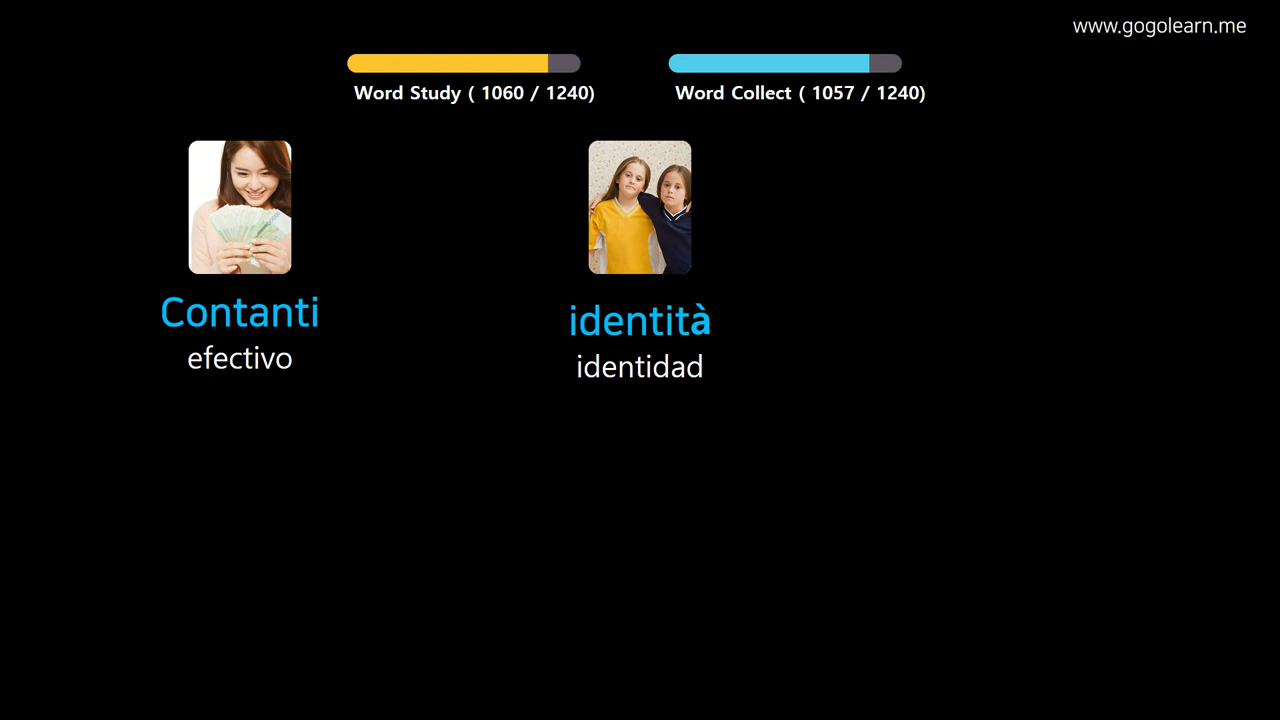 www.gogolearn.me
Word Study ( 1060 / 1240)
Word Collect ( 1057 / 1240)
Contanti
efectivo
identità
identidad